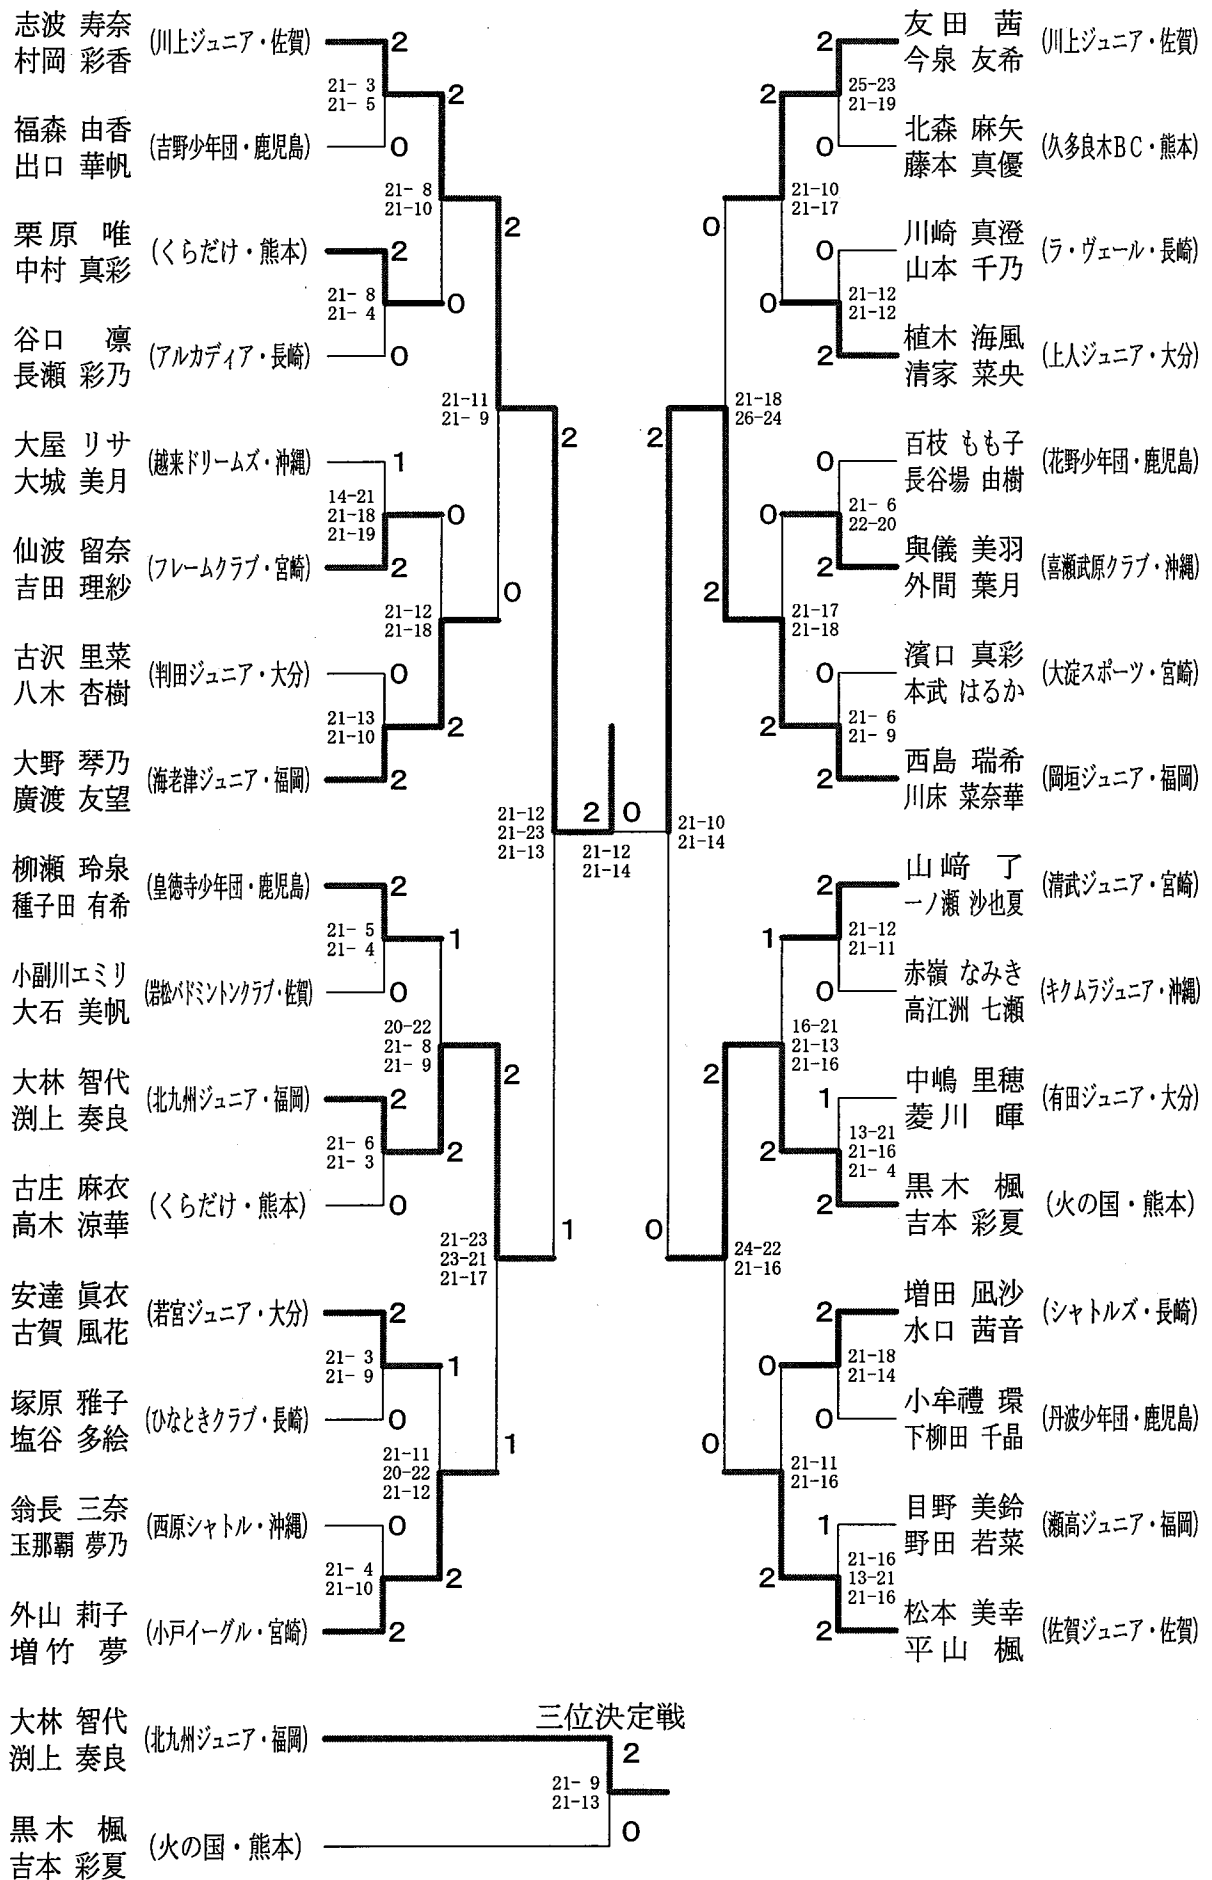 志波 寿奈
村岡 彩香
(川上ジュニア・佐賀)
2
21- 3
21- 5
2
福森 由香
出口 華帆
(吉野少年団・鹿児島)
0
21- 8
21-10
2
栗原 唯
中村 真彩
(くらだけ・熊本)
2
21- 8
21- 4
0
谷口 凛
長瀬 彩乃
(アルカディア・長崎)
0
21-11
21- 9
2
大屋 リサ
大城 美月
(越来ドリームズ・沖縄)
1
14-21
21-18
21-19
0
仙波 留奈
吉田 理紗
(フレームクラブ・宮崎)
2
0
21-12
21-18
古沢 里菜
八木 杏樹
(判田ジュニア・大分)
0
21-13
21-10
2
大野 琴乃
廣渡 友望
(海老津ジュニア・福岡)
2
21-12
21-23
21-13
柳瀬 玲泉
種子田 有希
(皇徳寺少年団・鹿児島)
2
21- 5
21- 4
1
小副川エミリ
大石 美帆
(岩松バドミントンクラブ・佐賀)
0
20-22
21- 8
21- 9
2
大林 智代
渕上 奏良
(北九州ジュニア・福岡)
2
21- 6
21- 3
2
古庄 麻衣
高木 涼華
(くらだけ・熊本)
0
21-23
23-21
21-17
1
安達 眞衣
古賀 風花
(若宮ジュニア・大分)
2
21- 3
21- 9
1
塚原 雅子
塩谷 多絵
(ひなときクラブ・長崎)
0
21-11
20-22
21-12
1
翁長 三奈
玉那覇 夢乃
(西原シャトル・沖縄)
0
21- 4
21-10
2
外山 莉子
増竹 夢
(小戸イーグル・宮崎)
2
2 0
21-12
21-14
2
友田 茜
今泉 友希
(川上ジュニア・佐賀)
2
25-23
21-19
0
北森 麻矢
藤本 真優
(久多良木BC・熊本)
0
21-10
21-17
0
川崎 真澄
山本 千乃
(ラ・ヴェール・長崎)
0
21-12
21-12
2
植木 海風
清家 菜央
(上人ジュニア・大分)
2
21-18
26-24
0
百枝 もも子
長谷場 由樹
(花野少年団・鹿児島)
0
21- 6
22-20
2
與儀 美羽
外間 葉月
(喜瀬武原クラブ・沖縄)
2
21-17
21-18
0
濱口 真彩
本武 はるか
(大淀スポーツ・宮崎)
2
21- 6
21- 9
2
西島 瑞希
川床 菜奈華
(岡垣ジュニア・福岡)
21-10
21-14
2
山﨑 了
一ノ瀬 沙也夏
(清武ジュニア・宮崎)
1
21-12
21-11
0
赤嶺 なみき
高江洲 七瀬
(キクムラジュニア・沖縄)
16-21
21-13
21-16
2
1
中嶋 里穂
菱川 暉
(有田ジュニア・大分)
2
13-21
21-16
21- 4
2
黒木 楓
吉本 彩夏
(火の国・熊本)
0
24-22
21-16
2
増田 凪沙
水口 茜音
(シャトルズ・長崎)
0
21-18
21-14
0
小牟禮 環
下柳田 千晶
(丹波少年団・鹿児島)
0
21-11
21-16
1
目野 美鈴
野田 若菜
(瀬高ジュニア・福岡)
2
21-16
13-21
21-16
2
松本 美幸
平山 楓
(佐賀ジュニア・佐賀)
三位決定戦
大林 智代
渕上 奏良
(北九州ジュニア・福岡)
2
21- 9
21-13
0
黒木 楓
吉本 彩夏
(火の国・熊本)